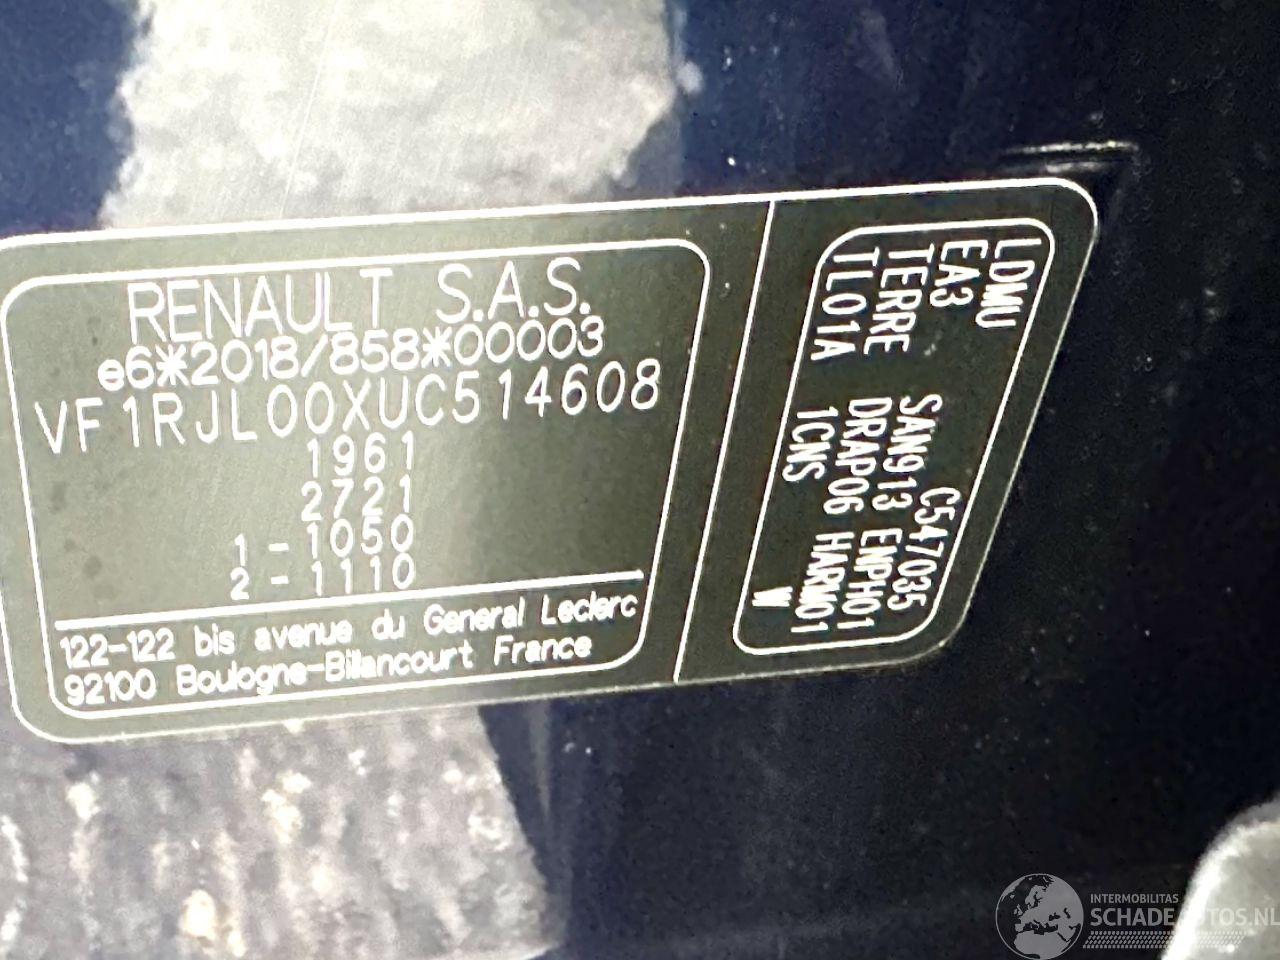 RENAULT S.A.S.
e6*2018/858*00003
VF1RJL00XUC514608
1961
2721
1-1050
2-1110
122-122 bis avenue du General Leclerc
92100 Boulogne-Billancourt France
LDMU C547035
EA3 SAN913 ENPH01
TERRE DRAP06 HARM01
TL01A 1CNS W
INTERMOBILITAS
SCHADEAUTOS.NL